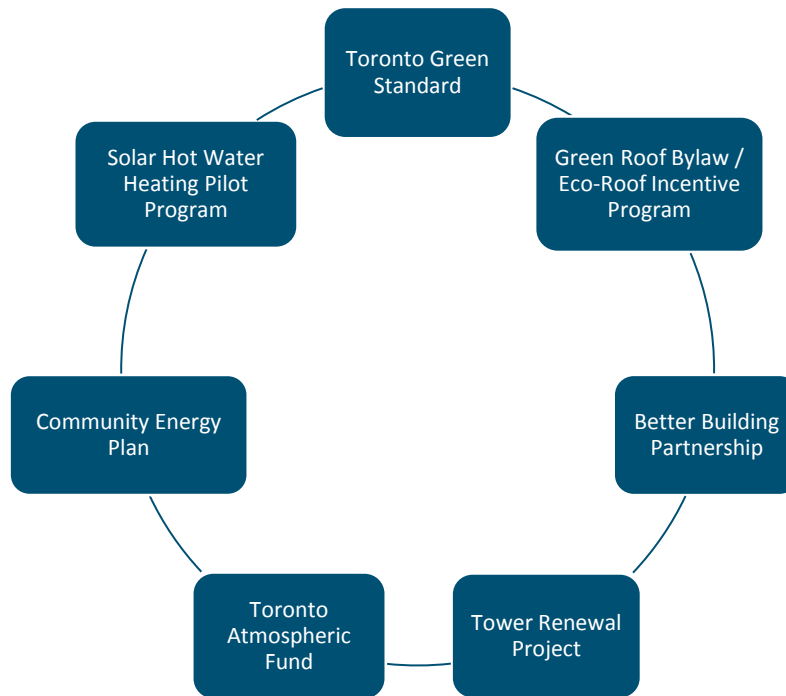 Toronto Green
Standard
Green Roof Bylaw /
Eco-Roof Incentive
Program
Better Building
Partnership
Tower Renewal
Project
Toronto
Atmospheric
Fund
Community Energy
Plan
Solar Hot Water
Heating Pilot
Program